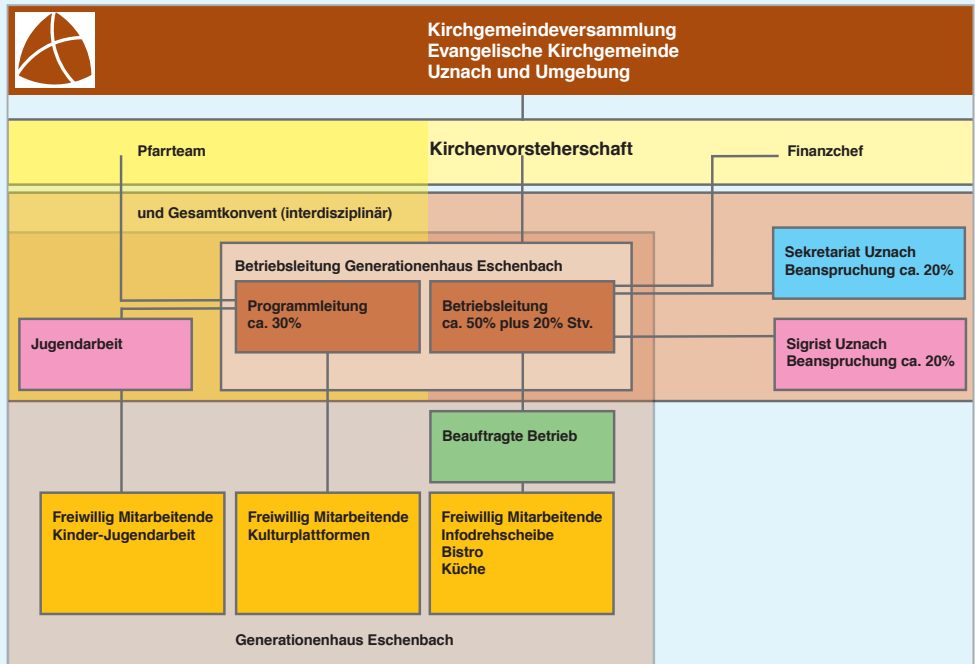 Kirchgemeindeversammlung
Evangelische Kirchgemeinde
Uznach und Umgebung
Pfarrteam
Kirchenvorsteherschaft
Finanzchef
und Gesamtkonvent (interdisziplinär)
Betriebsleitung Generationenhaus Eschenbach
Sekretariat Uznach
Beanspruchung ca. 20%
Programmleitung
ca. 30%
Betriebsleitung
ca. 50% plus 20% Stv.
Jugendarbeit
Sigrist Uznach
Beanspruchung ca. 20%
Beauftragte Betrieb
Freiwillig Mitarbeitende
Kinder-Jugendarbeit
Freiwillig Mitarbeitende
Kulturplattformen
Freiwillig Mitarbeitende
Infodrehscheibe
Bistro
Küche
Generationenhaus Eschenbach